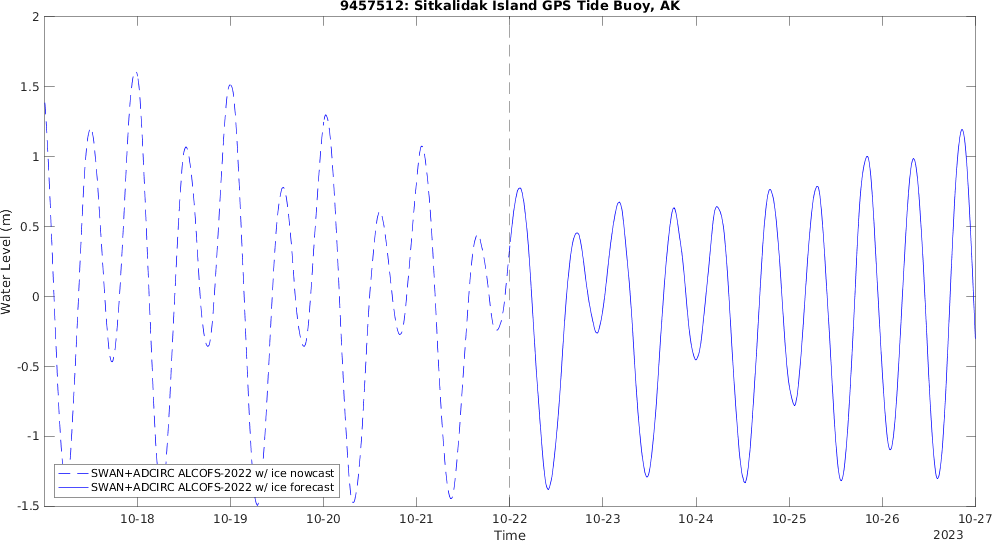 9457512: Sitkalidak Island GPS Tide Buoy, AK
2
1.5
1
0.5
0
-0.5
-1
-1.5
Water Level (m)
SWAN+ADCIRC ALCOFS-2022 w/ ice nowcast
SWAN+ADCIRC ALCOFS-2022 w/ ice forecast
10-18 10-19 10-20 10-21 10-22 10-23 10-24 10-25 10-26 10-27
Time
2023